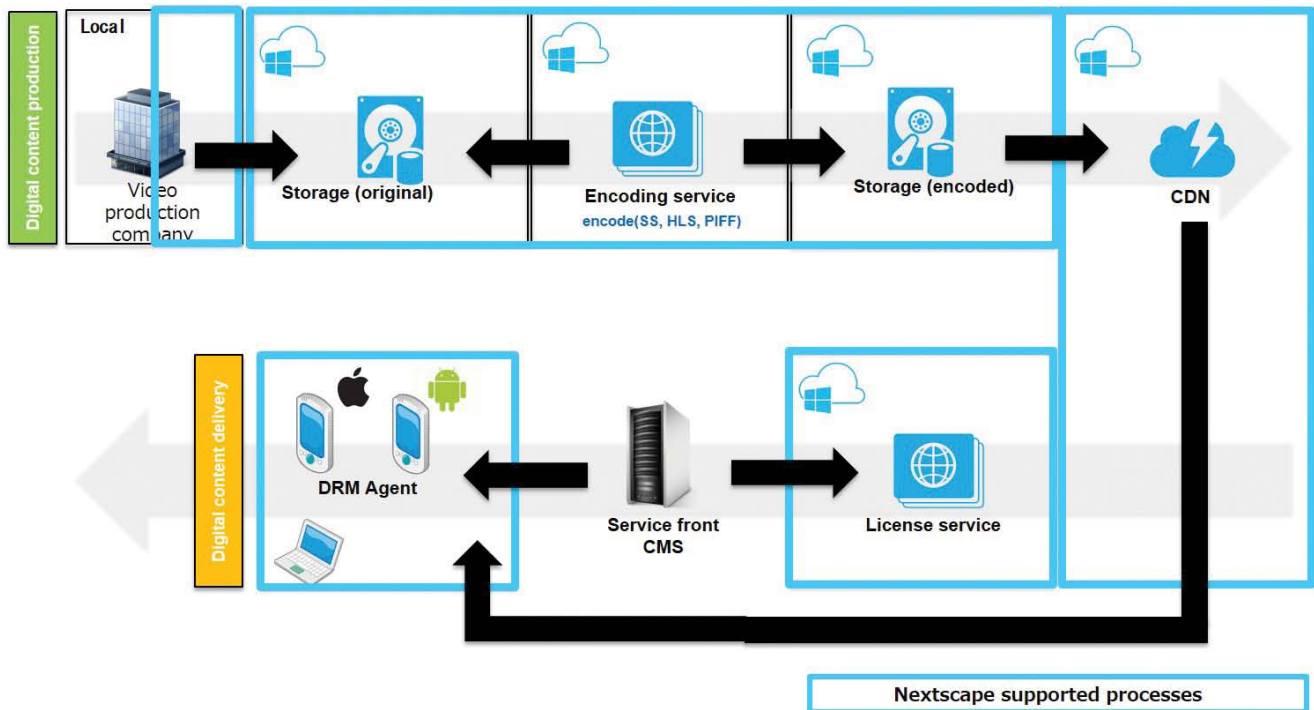 Digital content production
Local
Video
production
company
Storage (original)
Encoding service
encode(SS, HLS, PIFF)
Storage (encoded)
CDN
Digital content delivery
DRM Agent
Service front
CMS
License service
Nextscape supported processes